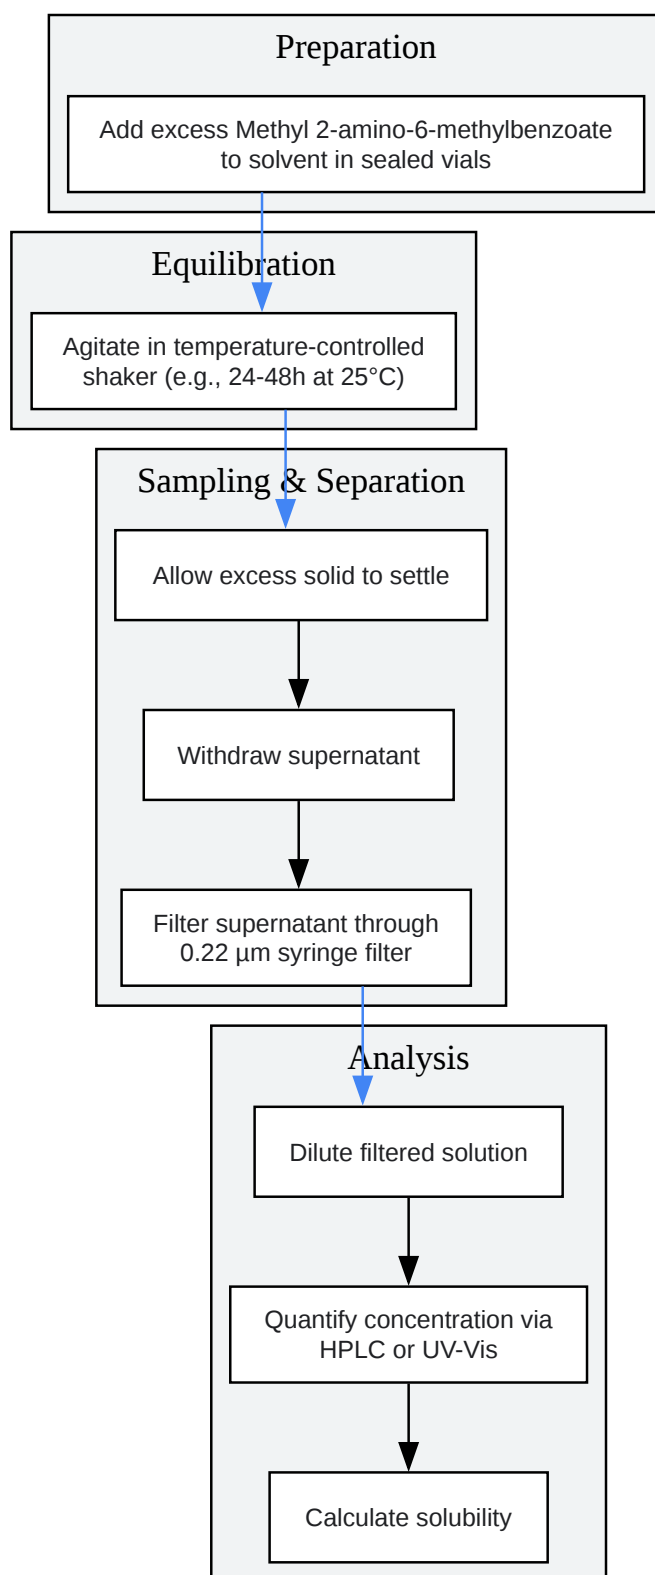 Preparation
Add excess Methyl 2-amino-6-methylbenzoate
to solvent in sealed vials
Equilibration
Agitate in temperature-controlled
shaker (e.g., 24-48h at 25°C)
Sampling & Separation
Allow excess solid to settle
Withdraw supernatant
Filter supernatant through
0.22 µm syringe filter
Analysis
Dilute filtered solution
Quantify concentration via
HPLC or UV-Vis
Calculate solubility